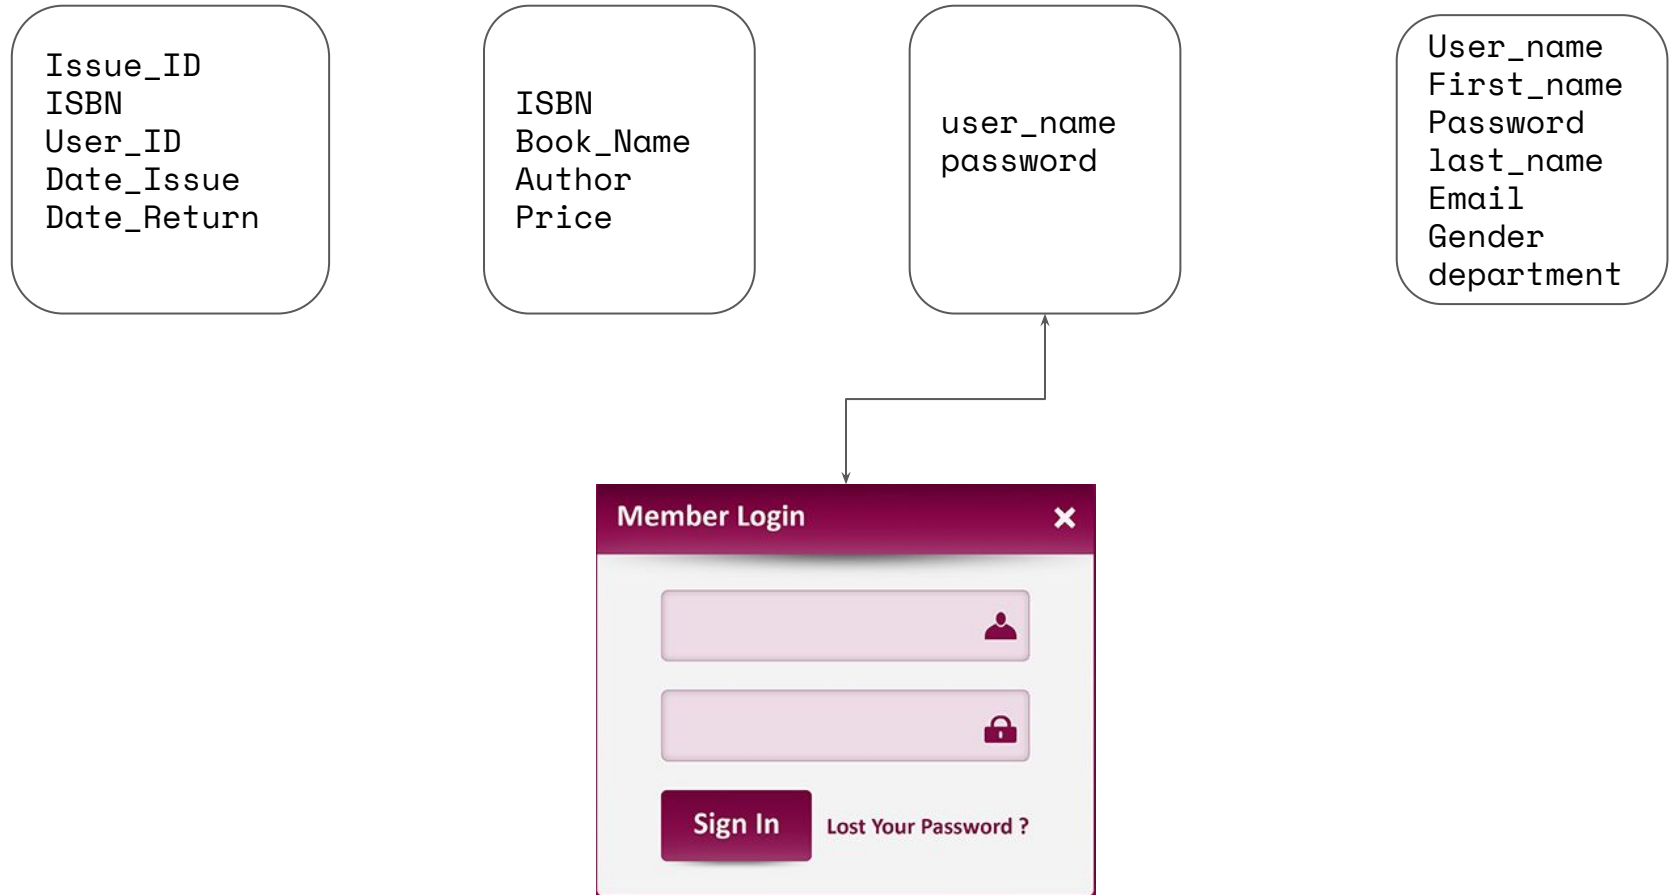 Issue_ID
ISBN
User_ID
Date_Issue
Date_Return
ISBN
Book_Name
Author
Price
user_name
password
User_name
First_name
Password
last_name
Email
Gender
department
Member Login
Sign In
Lost Your Password ?